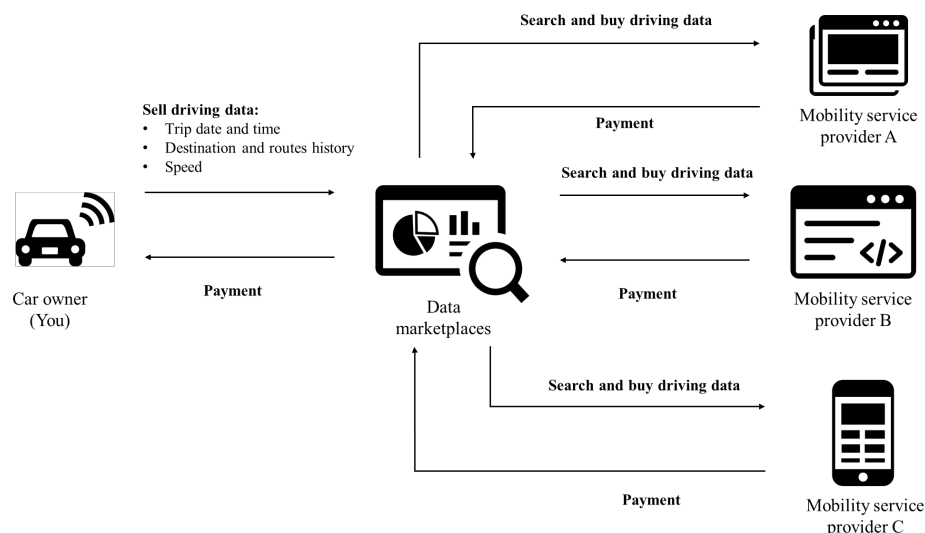 Search and buy driving data
Sell driving data:
• Trip date and time
• Destination and routes history
• Speed
Payment
Mobility service
provider A
Search and buy driving data
Payment
Car owner
(You)
Data
marketplaces
Payment
Mobility service
provider B
Search and buy driving data
Payment
Mobility service
provider C